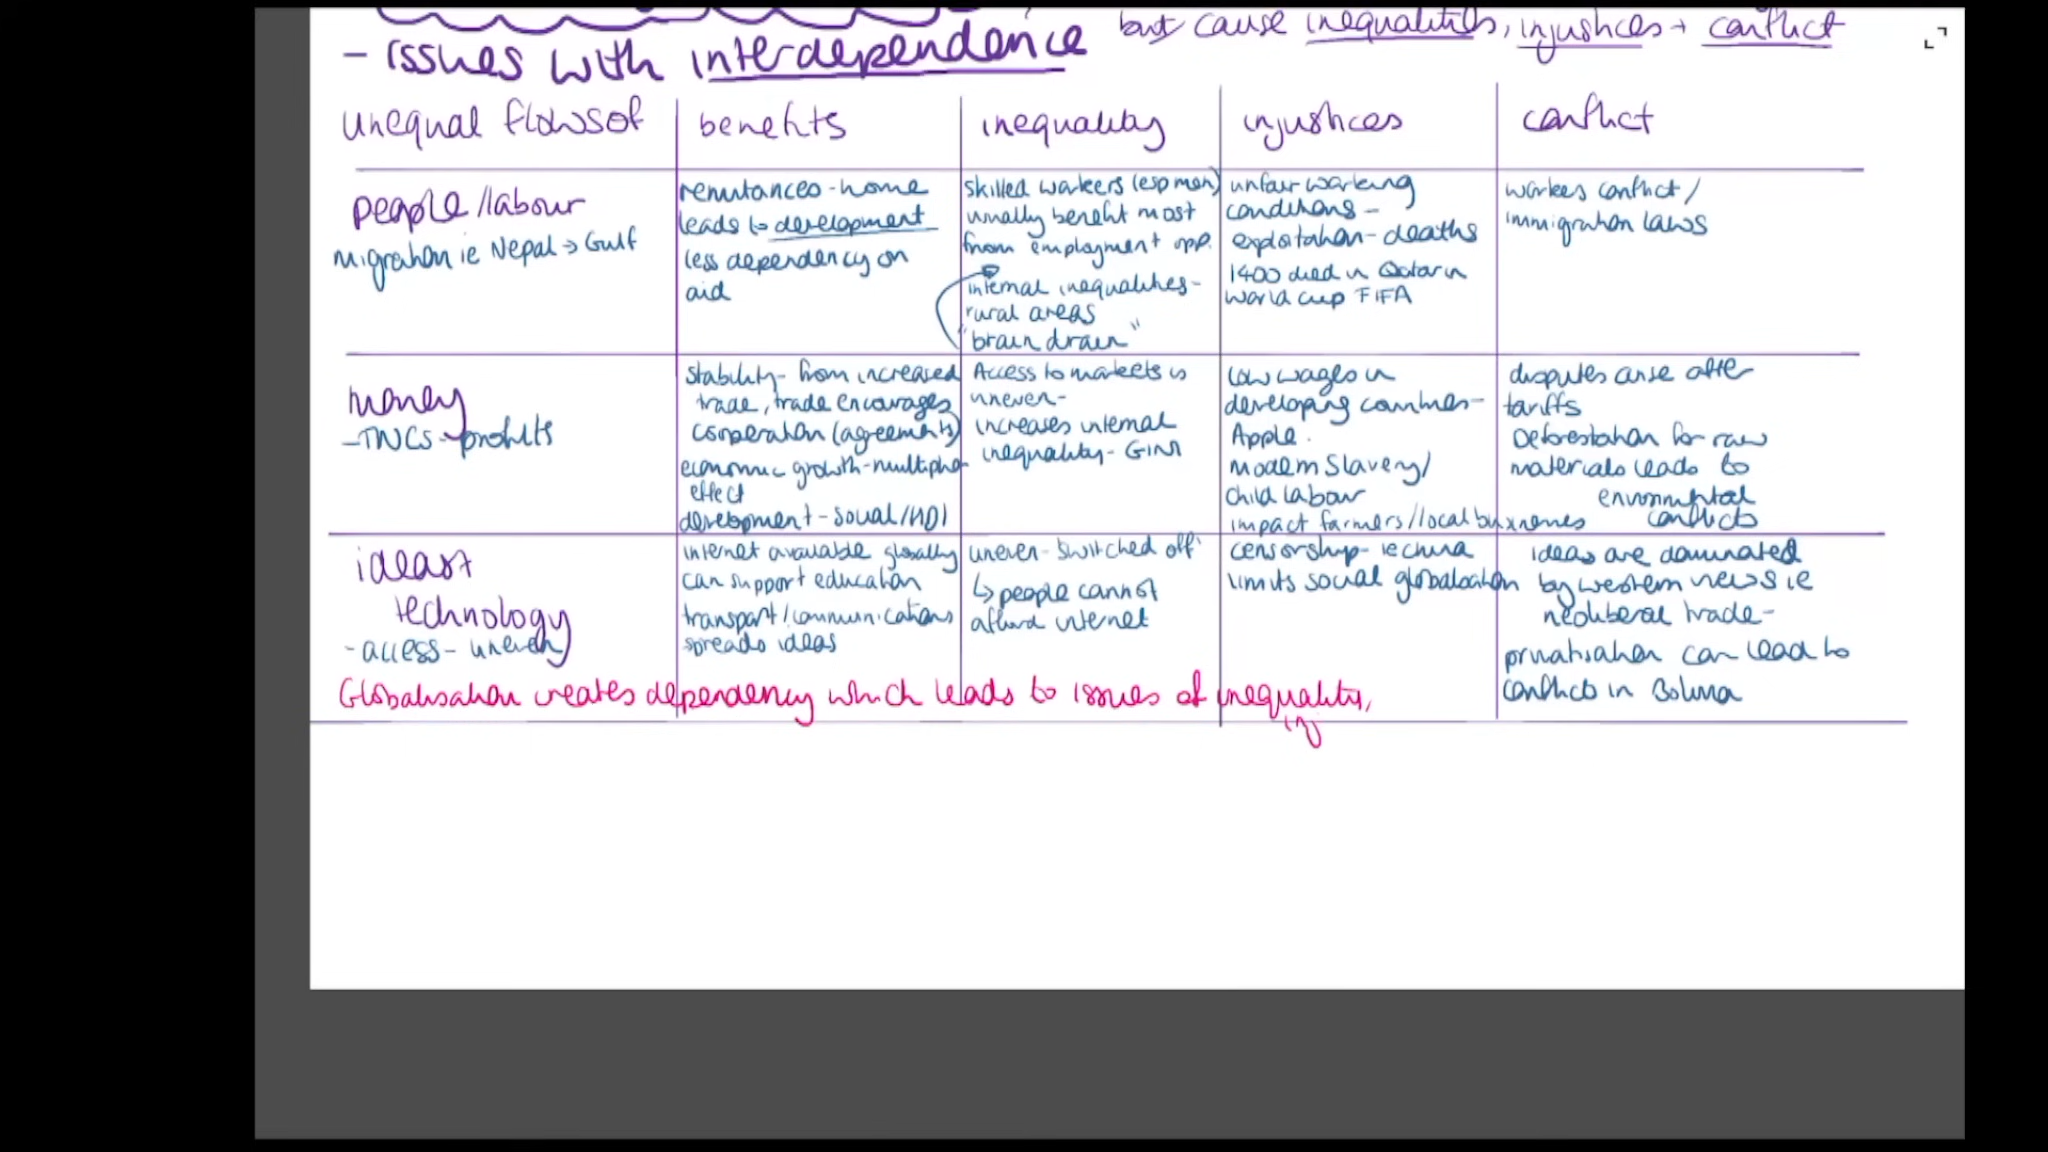 but cause inequalities, injustices + conflict
- issues with interdependence
unequal flows of
benefits
inequality
injustices
conflict
people/labour
migration ie Nepal → Gulf
remittances - home
leads to development
less dependency on
aid
skilled workers (esp men)
usually benefit most
from employment opp.
internal inequalities -
rural areas
"brain drain"
unfair working
conditions -
exploitation - deaths
1400 died in Qatar in
world cup FIFA
workers conflict/
immigration laws
money
- TNCs - profits
stability - from increased
trade, trade encourages
cooperation (agreements)
economic growth - multiplier
effect
development - social/HDI
Access to markets is
uneven -
increases internal
inequality - GINI
low wages in
developing countries -
Apple.
modern slavery/
child labour
impact farmers/local businesses
disputes arise after
tariffs
Deforestation for raw
materials leads to
environmental
conflicts
ideas +
technology
- access - uneven
internet available globally
can support education
transport/communications
spreads ideas
uneven - switched off
↳ people cannot
afford internet
censorship - ie china
limits social globalisation
ideas are dominated
by western news ie
neoliberal trade -
privatisation can lead to
conflicts in Bolivia
Globalisation creates dependency which leads to issues of inequality,
inj